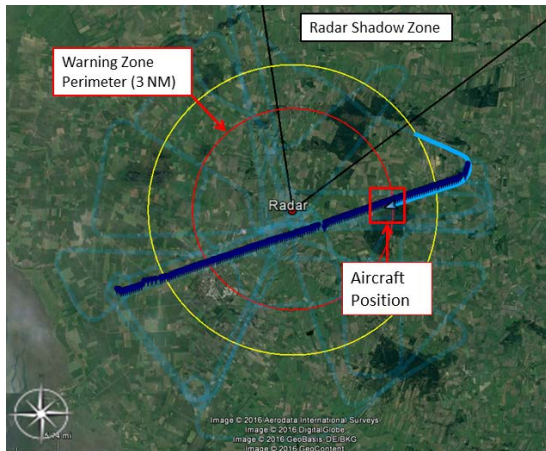 Radar Shadow Zone
Warning Zone
Perimeter (3 NM)
Radar
Aircraft
Position
Image © 2016 Aerodata International Surveys
Image © 2016 DigitalGlobe
Image © 2016 GeoBasis-DE/BKG
Image © 2016 GeoContent